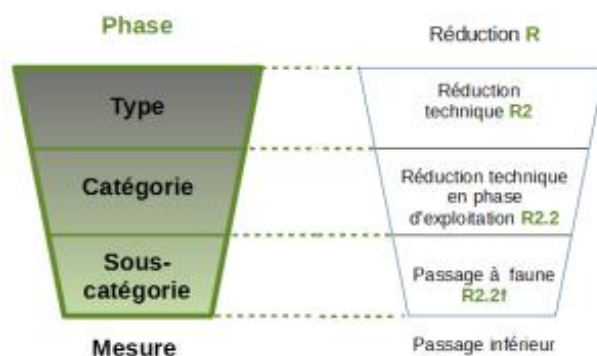 Phase
Type
Catégorie
Sous-
catégorie
Mesure
Réduction R
Réduction
technique R2
Réduction technique
en phase
d'exploitation R2.2
Passage à faune
R2.2f
Passage inférieur